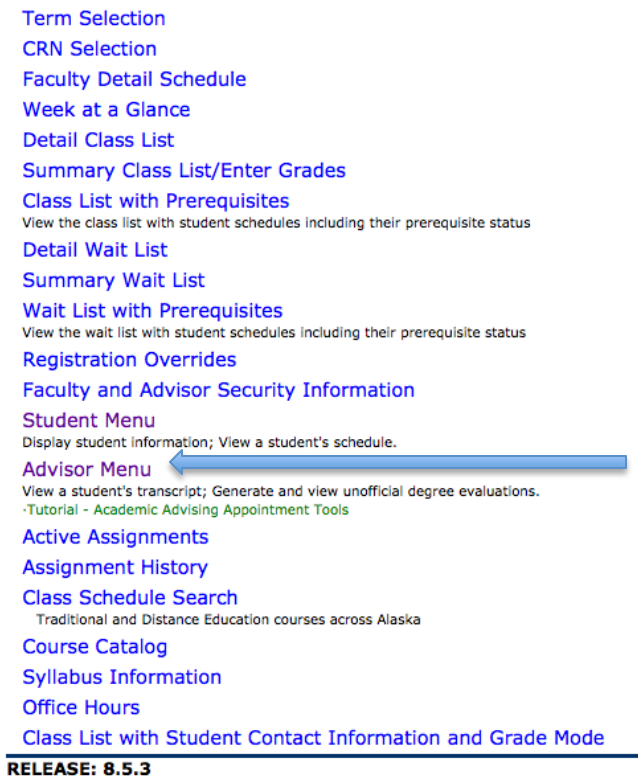 Term Selection
CRN Selection
Faculty Detail Schedule
Week at a Glance
Detail Class List
Summary Class List/Enter Grades
Class List with Prerequisites
View the class list with student schedules including their prerequisite status
Detail Wait List
Summary Wait List
Wait List with Prerequisites
View the wait list with student schedules including their prerequisite status
Registration Overrides
Faculty and Advisor Security Information
Student Menu
Display student information; View a student's schedule.
Advisor Menu
View a student's transcript; Generate and view unofficial degree evaluations.
·Tutorial - Academic Advising Appointment Tools
Active Assignments
Assignment History
Class Schedule Search
Traditional and Distance Education courses across Alaska
Course Catalog
Syllabus Information
Office Hours
Class List with Student Contact Information and Grade Mode
RELEASE: 8.5.3